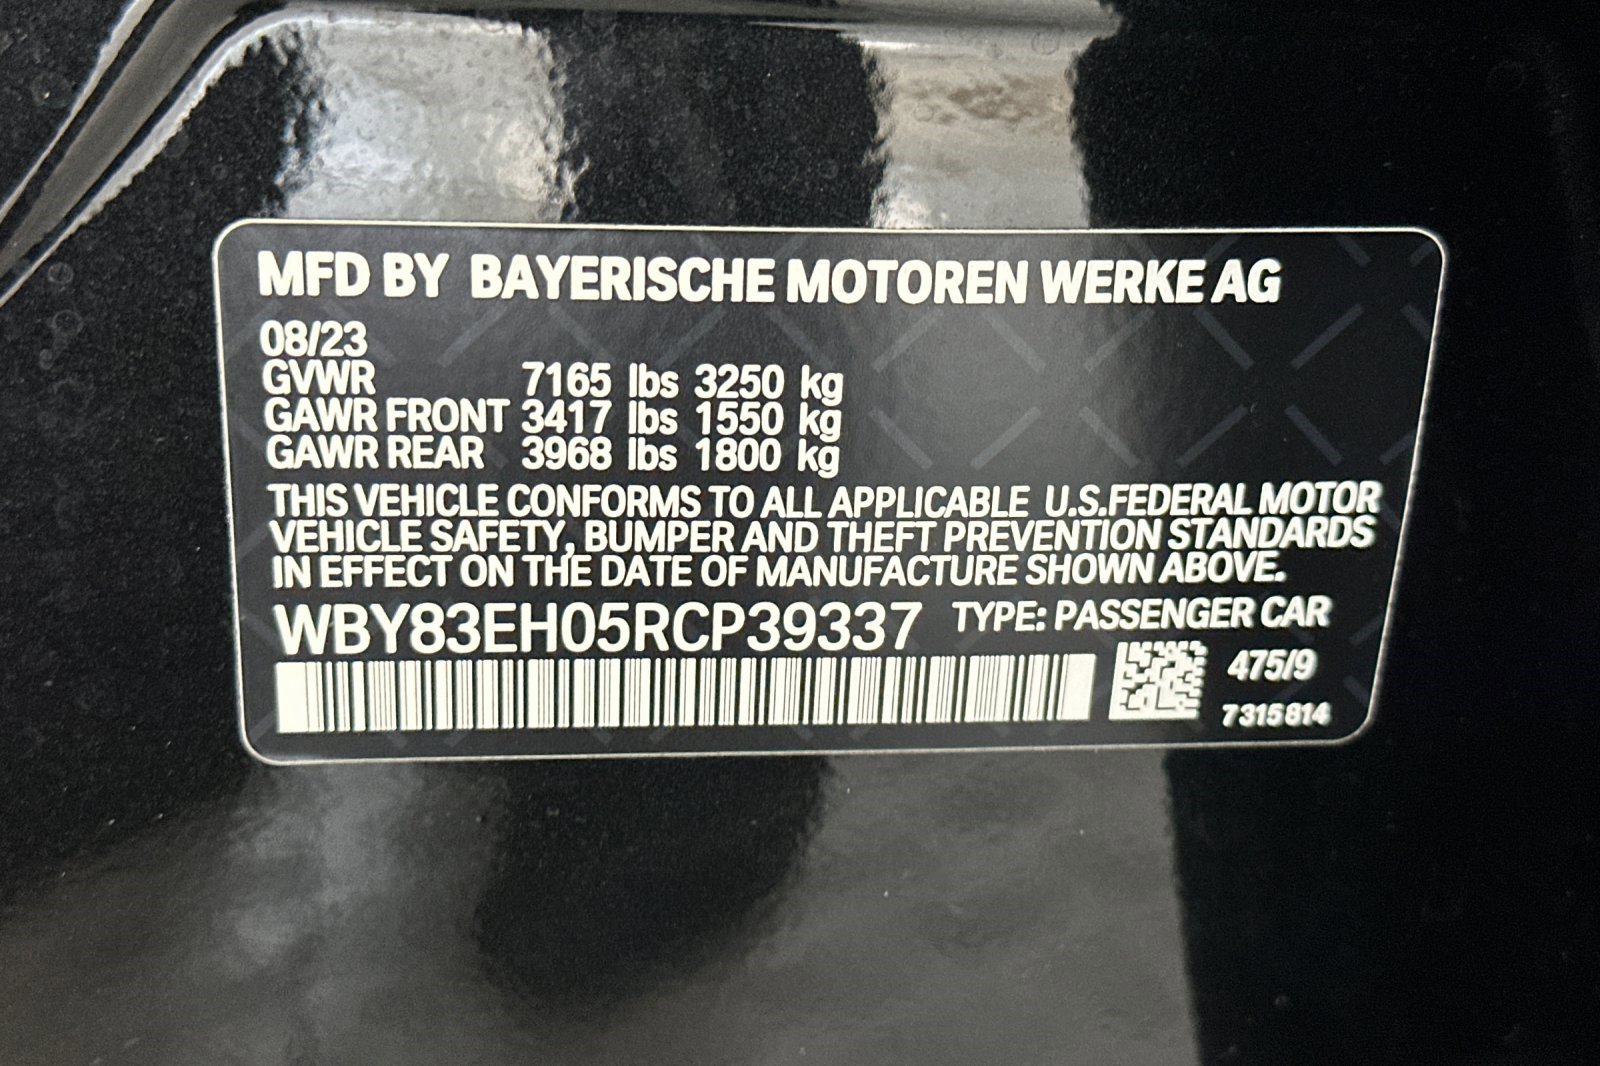 MFD BY BAYERISCHE MOTOREN WERKE AG
08/23
GVWR 7165 lbs 3250 kg
GAWR FRONT 3417 lbs 1550 kg
GAWR REAR 3968 lbs 1800 kg
THIS VEHICLE CONFORMS TO ALL APPLICABLE U.S.FEDERAL MOTOR
VEHICLE SAFETY, BUMPER AND THEFT PREVENTION STANDARDS
IN EFFECT ON THE DATE OF MANUFACTURE SHOWN ABOVE.
WBY83EH05RCP39337 TYPE: PASSENGER CAR
475/9
7315814